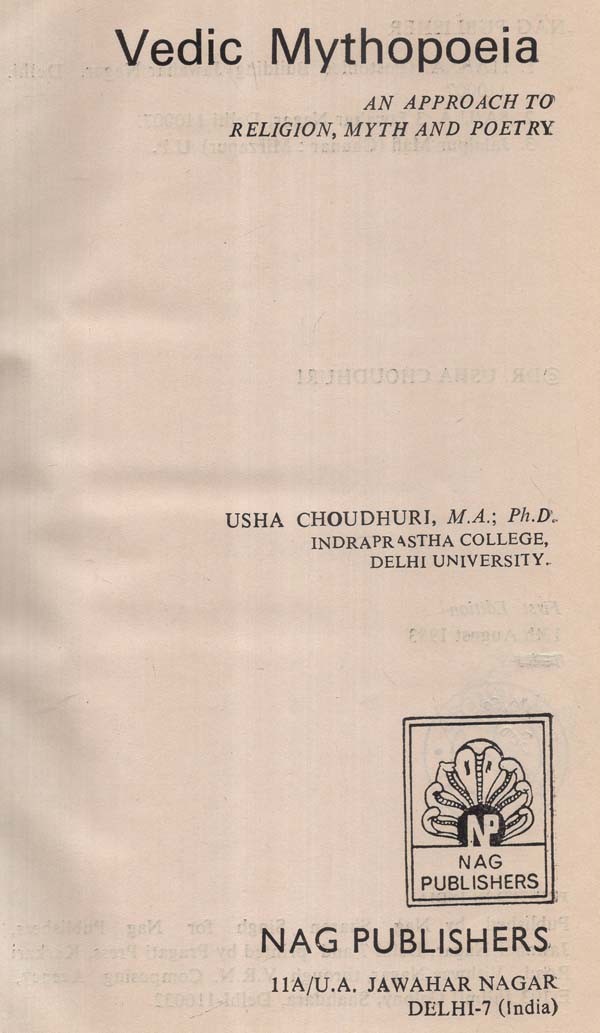 Vedic Mythopoeia
AN APPROACH TO
RELIGION, MYTH AND POETRY
USHA CHOUDHURI, M.A.; Ph.D.
INDRAPRASTHA COLLEGE,
DELHI UNIVERSITY.
S R
NP
NAG
PUBLISHERS
NAG PUBLISHERS
11A/U.A. JAWAHAR NAGAR
DELHI-7 (India)